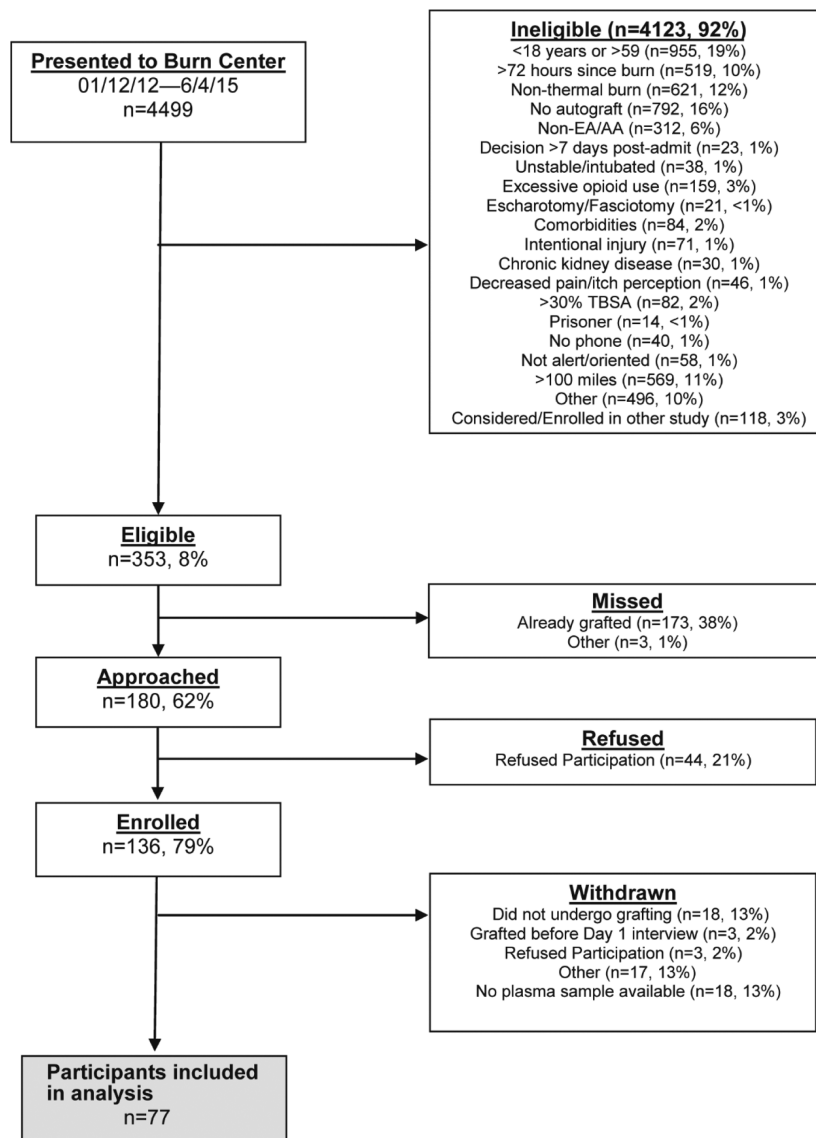 Presented to Burn Center
01/12/12—6/4/15
n=4499
Ineligible (n=4123, 92%)
<18 years or >59 (n=955, 19%)
>72 hours since burn (n=519, 10%)
Non-thermal burn (n=621, 12%)
No autograft (n=792, 16%)
Non-EA/AA (n=312, 6%)
Decision >7 days post-admit (n=23, 1%)
Unstable/intubated (n=38, 1%)
Excessive opioid use (n=159, 3%)
Escharotomy/Fasciotomy (n=21, <1%)
Comorbidities (n=84, 2%)
Intentional injury (n=71, 1%)
Chronic kidney disease (n=30, 1%)
Decreased pain/itch perception (n=46, 1%)
>30% TBSA (n=82, 2%)
Prisoner (n=14, <1%)
No phone (n=40, 1%)
Not alert/oriented (n=58, 1%)
>100 miles (n=569, 11%)
Other (n=496, 10%)
Considered/Enrolled in other study (n=118, 3%)
Eligible
n=353, 8%
Missed
Already grafted (n=173, 38%)
Other (n=3, 1%)
Approached
n=180, 62%
Refused
Refused Participation (n=44, 21%)
Enrolled
n=136, 79%
Withdrawn
Did not undergo grafting (n=18, 13%)
Grafted before Day 1 interview (n=3, 2%)
Refused Participation (n=3, 2%)
Other (n=17, 13%)
No plasma sample available (n=18, 13%)
Participants included
in analysis
n=77